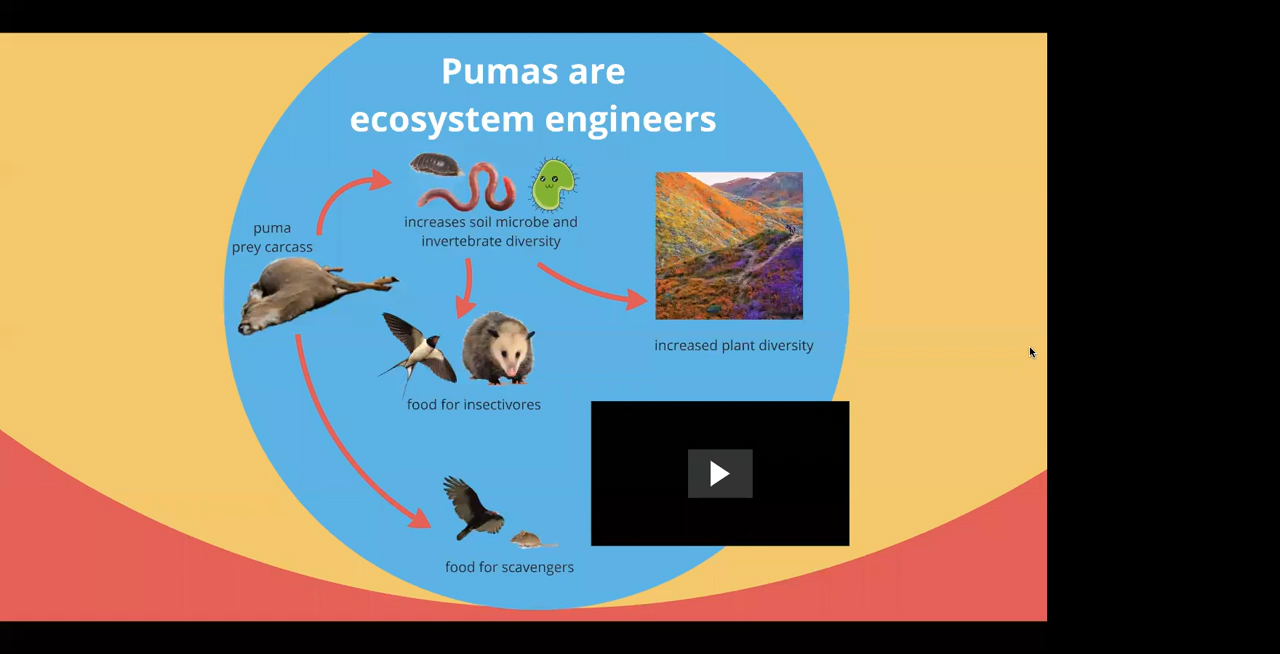 Pumas are
ecosystem engineers
puma
prey carcass
increases soil microbe and
invertebrate diversity
increased plant diversity
food for insectivores
food for scavengers